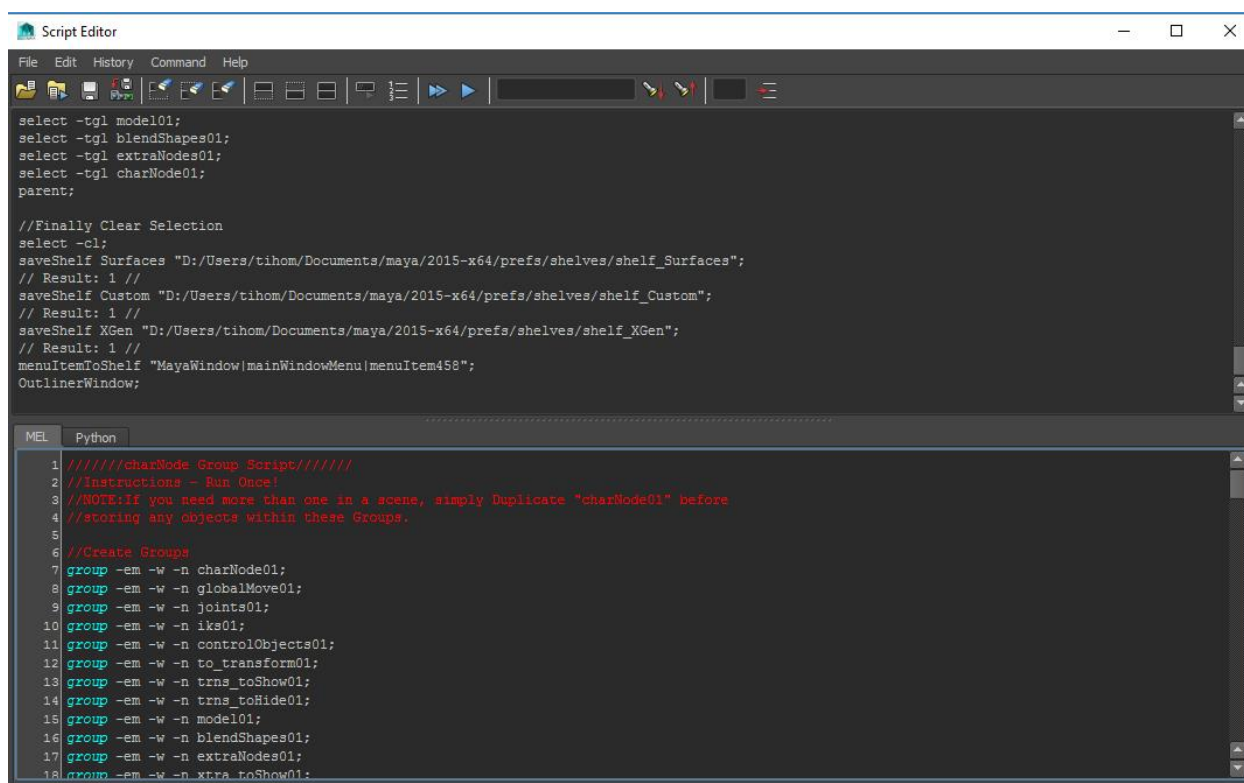 Script Editor
File Edit History Command Help
select -tgl model01;
select -tgl blendShapes01;
select -tgl extraNodes01;
select -tgl charNode01;
parent;
//Finally Clear Selection
select -cl;
saveShelf Surfaces "D:/Users/tihom/Documents/maya/2015-x64/prefs/shelves/shelf_Surfaces";
// Result: 1 //
saveShelf Custom "D:/Users/tihom/Documents/maya/2015-x64/prefs/shelves/shelf_Custom";
// Result: 1 //
saveShelf XGen "D:/Users/tihom/Documents/maya/2015-x64/prefs/shelves/shelf_XGen";
// Result: 1 //
menuItemToShelf "MayaWindow|mainWindowMenu|menuItem458";
OutlinerWindow;
MEL Python
1 ///////charNode Group Script///////
2 //Instructions - Run Once!
3 //NOTE:If you need more than one in a scene, simply Duplicate "charNode01" before
4 //storing any objects within these Groups.
5
6 //Create Groups
7 group -em -w -n charNode01;
8 group -em -w -n globalMove01;
9 group -em -w -n joints01;
10 group -em -w -n iks01;
11 group -em -w -n controlObjects01;
12 group -em -w -n to_transform01;
13 group -em -w -n trns_toShow01;
14 group -em -w -n trns_toHide01;
15 group -em -w -n model01;
16 group -em -w -n blendShapes01;
17 group -em -w -n extraNodes01;
18 group -em -w -n xtra_toShow01;